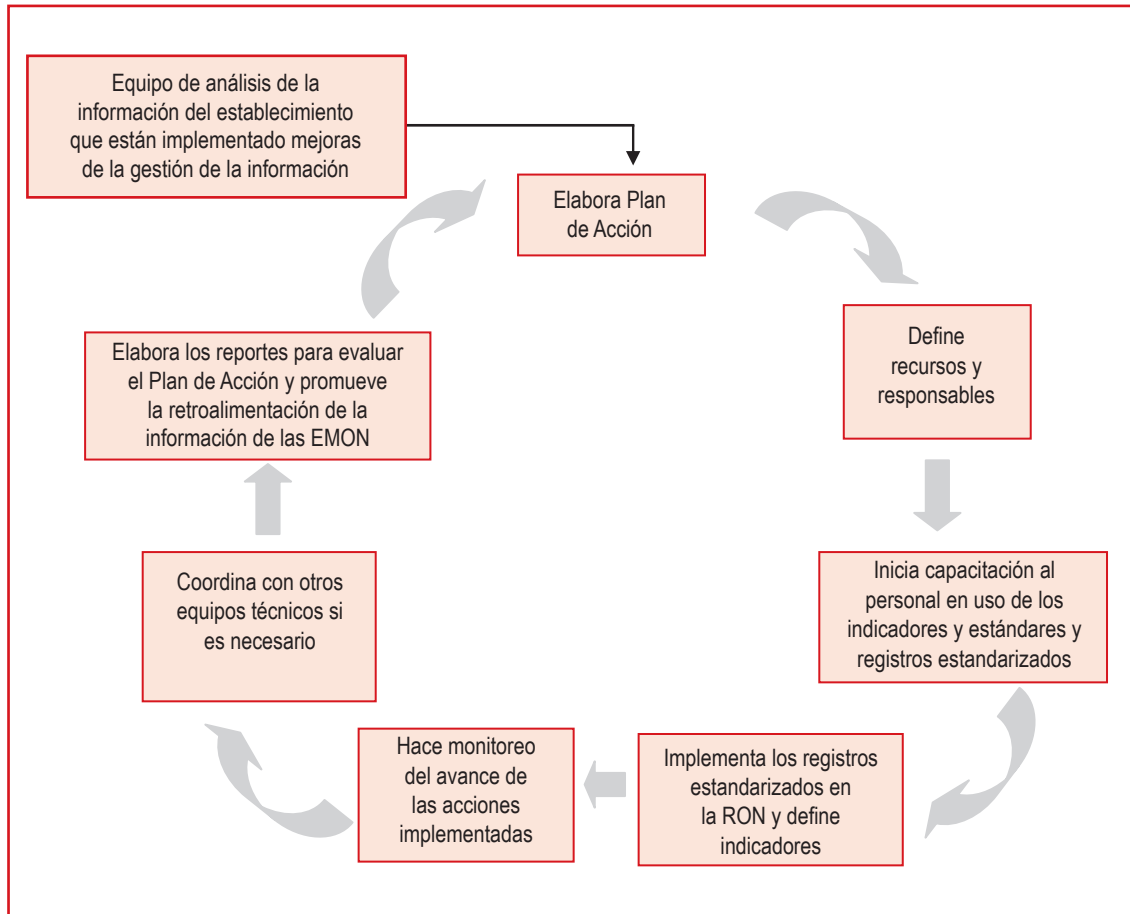 Equipo de análisis de la
información del establecimiento
que están implementado mejoras
de la gestión de la información
Elabora Plan
de Acción
Define
recursos y
responsables
Inicia capacitación al
personal en uso de los
indicadores y estándares y
registros estandarizados
Implementa los registros
estandarizados en
la RON y define
indicadores
Hace monitoreo
del avance de
las acciones
implementadas
Coordina con otros
equipos técnicos si
es necesario
Elabora los reportes para evaluar
el Plan de Acción y promueve
la retroalimentación de la
información de las EMON